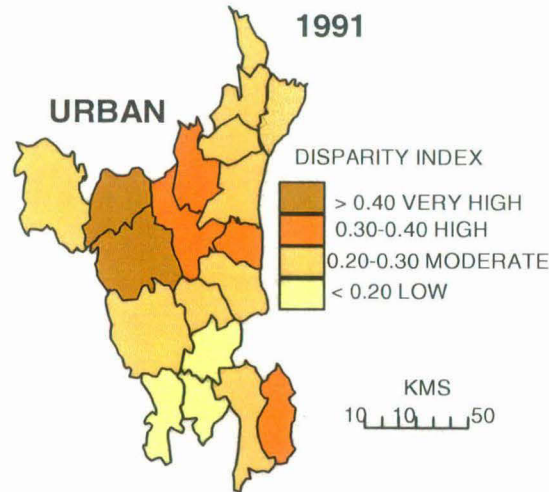 1991
URBAN
DISPARITY INDEX
> 0.40 VERY HIGH
0.30-0.40 HIGH
0.20-0.30 MODERATE
< 0.20 LOW
KMS
10 10 50